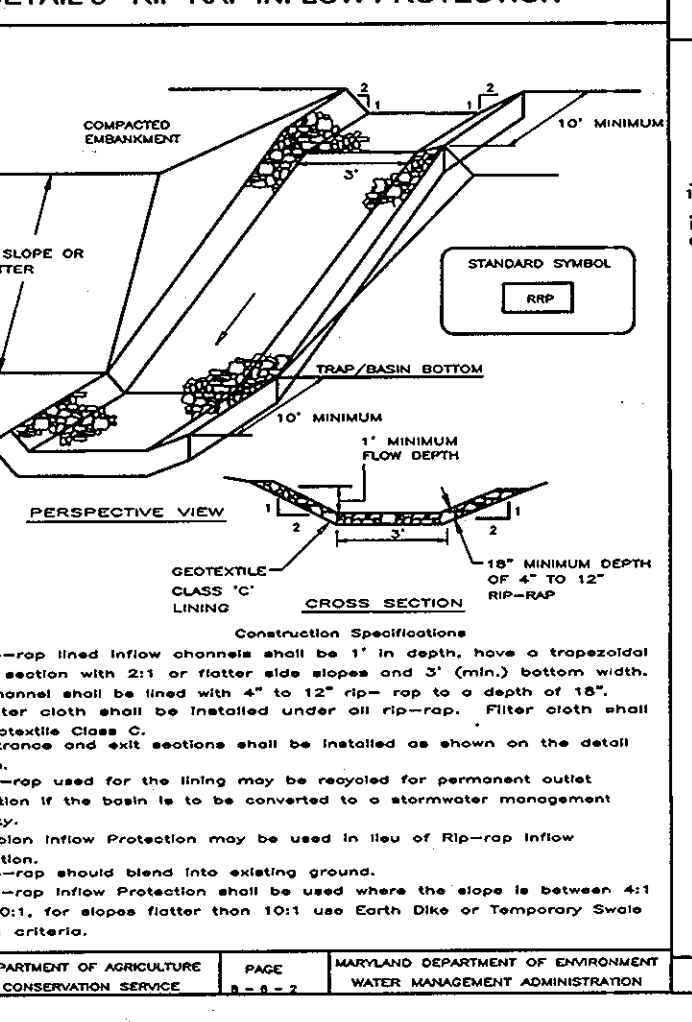 RIP-RAP INFLOW PROTECTION
2
1
2
1
10' MINIMUM
COMPACTED
EMBANKMENT
3'
SLOPE OR
STANDARD SYMBOL
RRP
TRAP/BASIN BOTTOM
10' MINIMUM
1' MINIMUM
FLOW DEPTH
PERSPECTIVE VIEW
1
2
3'
1
2
GEOTEXTILE
CLASS 'C'
LINING
18" MINIMUM DEPTH
OF 4" TO 12"
RIP-RAP
CROSS SECTION
Construction Specifications
-rap lined inflow channels shall be 1' in depth, have a trapezoidal
section with 2:1 or flatter side slopes and 3' (min.) bottom width.
hannel shall be lined with 4" to 12" rip- rap to a depth of 18".
ter cloth shall be installed under all rip-rap. Filter cloth shall
otextile Class C.
trance and exit sections shall be installed as shown on the detail
-rap used for the lining may be recycled for permanent outlet
tion if the basin is to be converted to a stormwater management
ty.
bion Inflow Protection may be used in lieu of Rip-rap Inflow
tion.
-rap should blend into existing ground.
-rap Inflow Protection shall be used where the slope is between 4:1
0:1, for slopes flatter than 10:1 use Earth Dike or Temporary Swale
criteria.
PARTMENT OF AGRICULTURE
CONSERVATION SERVICE
PAGE
B - 6 - 2
MARYLAND DEPARTMENT OF ENVIRONMENT
WATER MANAGEMENT ADMINISTRATION